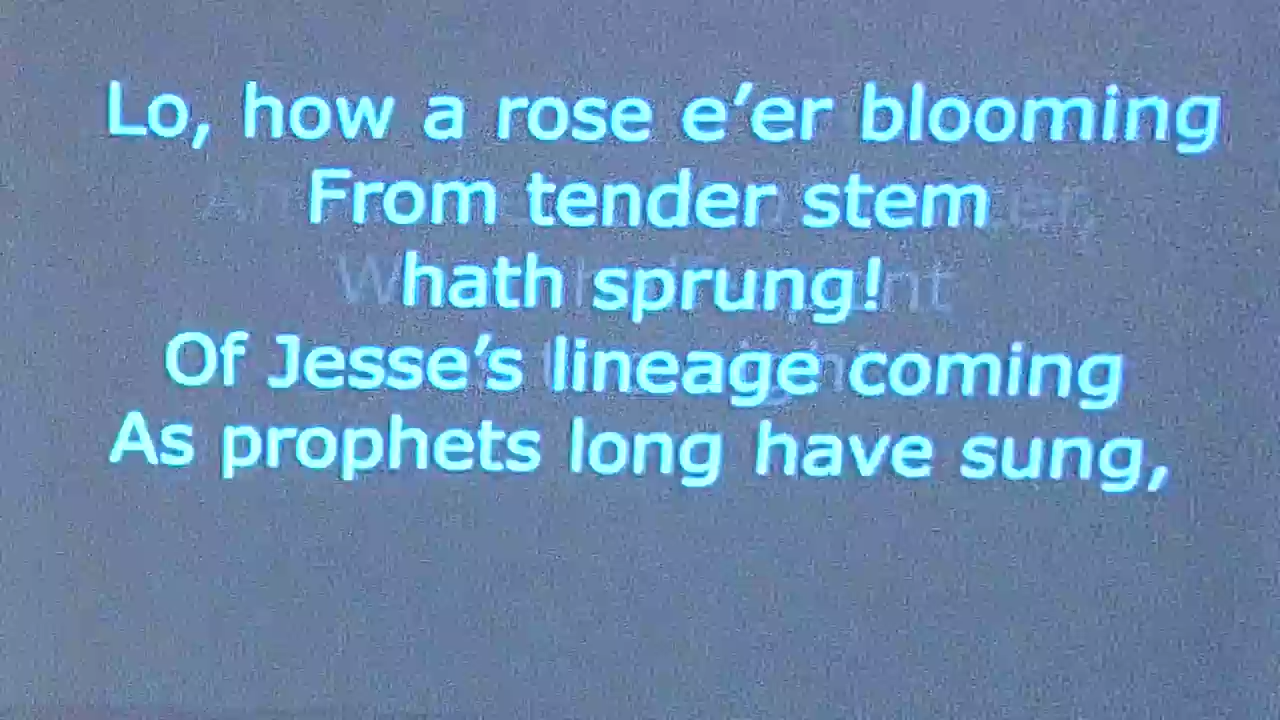 Lo, how a rose e’er blooming
From tender stem
hath sprung!
Of Jesse’s lineage coming
As prophets long have sung,